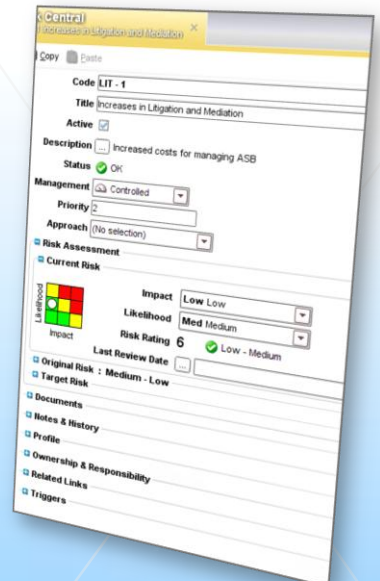 Central
Increases in Litigation and Mediation
Copy Paste
Code LIT - 1
Title Increases in Litigation and Mediation
Active
Description ... Increased costs for managing ASB
Status OK
Management Controlled
Priority 2
Approach (No selection)
Risk Assessment
Current Risk
Impact Low Low
Likelihood Med Medium
Risk Rating 6 Low - Medium
Likelihood
Impact
Last Review Date ...
Original Risk : Medium - Low
Target Risk
Documents
Notes & History
Profile
Ownership & Responsibility
Related Links
Triggers